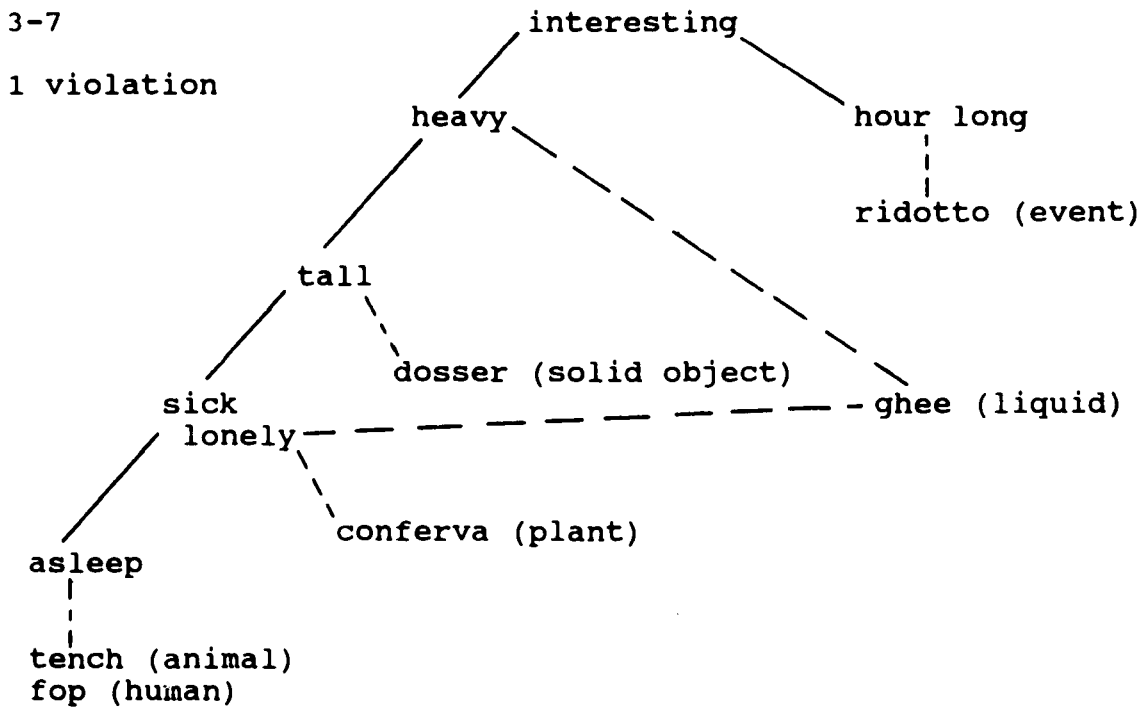 3-7
1 violation
interesting
heavy
hour long
ridotto (event)
tall
dosser (solid object)
sick
lonely
ghee (liquid)
conferva (plant)
asleep
tench (animal)
fop (human)